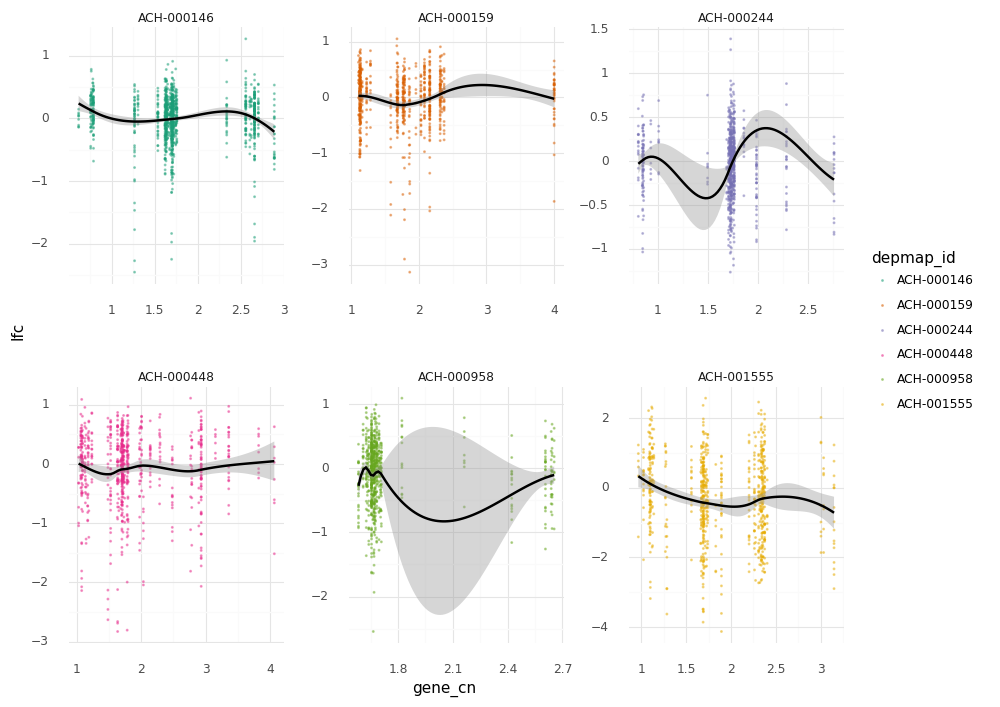 ACH-000146
ACH-000159
ACH-000244
1
0
−1
−2
1
0
−1
−2
−3
1.5
1
0.5
0
−0.5
−1
1 1.5 2 2.5 3
1 2 3 4
1 1.5 2 2.5
lfc
depmap_id
ACH-000146
ACH-000159
ACH-000244
ACH-000448
ACH-000958
ACH-001555
ACH-000448
ACH-000958
ACH-001555
1
0
−1
−2
−3
1
0
−1
−2
2
0
−2
−4
1 2 3 4
1.8 2.1 2.4 2.7
1 1.5 2 2.5 3
gene_cn